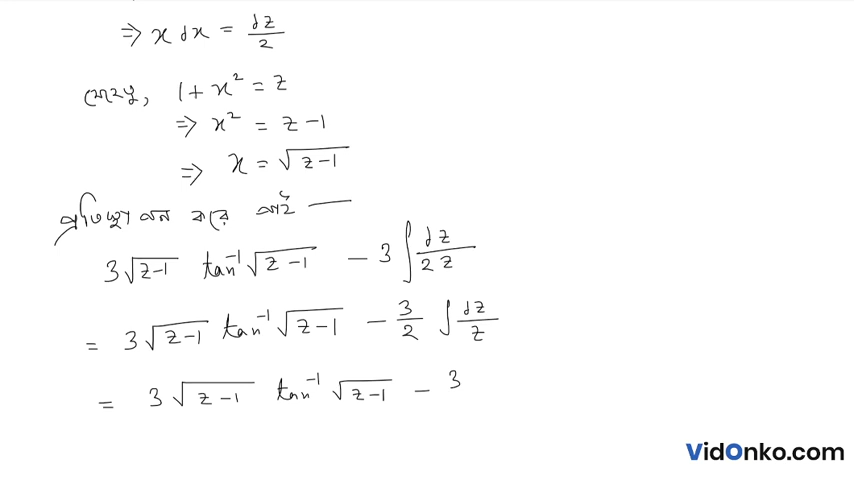 ⇒ x dx = dz/2
যেহেতু, 1 + x² = z
⇒ x² = z - 1
⇒ x = √(z-1)
প্রতিস্থাপন করে পাই —
3√(z-1) tan⁻¹ √(z-1) - 3 ∫ dz/(2z)
= 3√(z-1) tan⁻¹ √(z-1) - 3/2 ∫ dz/z
= 3√(z-1) tan⁻¹ √(z-1) - 3
VidOnko.com